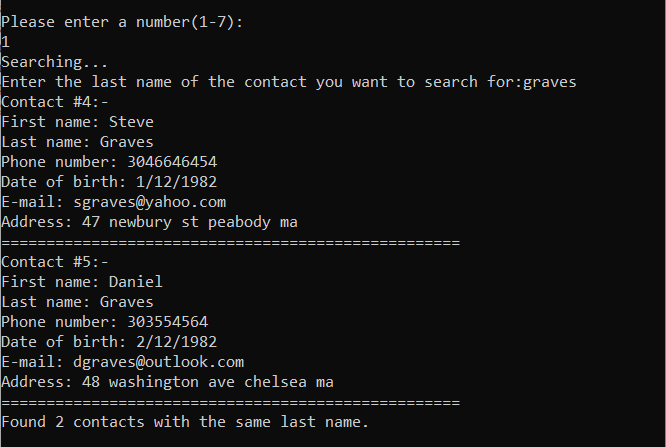 Please enter a number(1-7):
1
Searching...
Enter the last name of the contact you want to search for:graves
Contact #4:-
First name: Steve
Last name: Graves
Phone number: 3046646454
Date of birth: 1/12/1982
E-mail: sgraves@yahoo.com
Address: 47 newbury st peabody ma
===================================================
Contact #5:-
First name: Daniel
Last name: Graves
Phone number: 303554564
Date of birth: 2/12/1982
E-mail: dgraves@outlook.com
Address: 48 washington ave chelsea ma
===================================================
Found 2 contacts with the same last name.